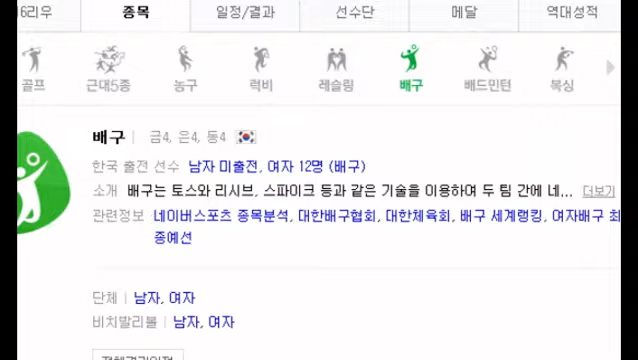 종목 일정/결과 선수단 메달 역대성적
골프 근대5종 농구 럭비 레슬링 배구 배드민턴 복싱
배구 금4, 은4, 동4
한국 출전 선수 남자 미출전, 여자 12명 (배구)
소개 배구는 토스와 리시브, 스파이크 등과 같은 기술을 이용하여 두 팀 간에 네... 더보기
관련정보 네이버스포츠 종목분석, 대한배구협회, 대한체육회, 배구 세계랭킹, 여자배구 최
종예선
단체 남자, 여자
비치발리볼 남자, 여자